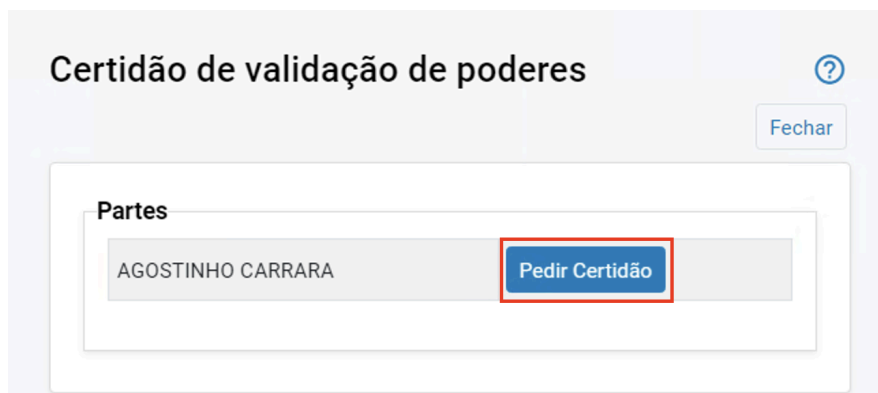 Certidão de validação de poderes
?
Fechar
Partes
AGOSTINHO CARRARA
Pedir Certidão